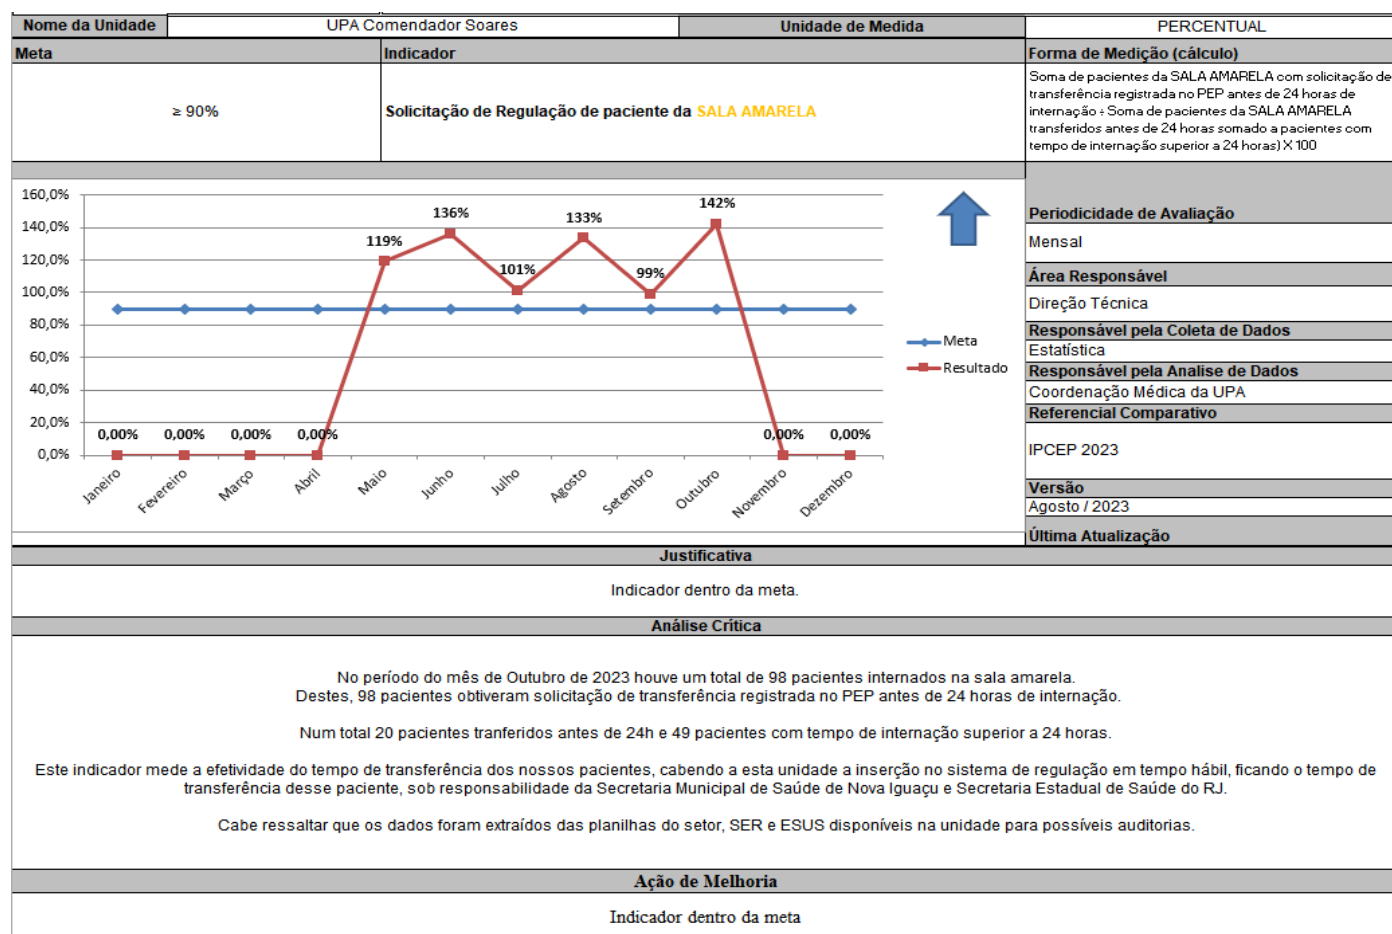 Nome da Unidade UPA Comendador Soares Unidade de Medida PERCENTUAL
Meta Indicador Forma de Medição (cálculo)
≥ 90%
Solicitação de Regulação de paciente da SALA AMARELA
Soma de pacientes da SALA AMARELA com solicitação de
transferência registrada no PEP antes de 24 horas de
internação ÷ Soma de pacientes da SALA AMARELA
transferidos antes de 24 horas somado a pacientes com
tempo de internação superior a 24 horas) X 100
160,0%
140,0%
120,0%
100,0%
80,0%
60,0%
40,0%
20,0%
0,0%
0,00% 0,00% 0,00% 0,00% 119% 136% 101% 133% 99% 142% 0,00% 0,00%
Janeiro Fevereiro Março Abril Maio Junho Julho Agosto Setembro Outubro Novembro Dezembro
Meta
Resultado
Periodicidade de Avaliação
Mensal
Área Responsável
Direção Técnica
Responsável pela Coleta de Dados
Estatística
Responsável pela Analise de Dados
Coordenação Médica da UPA
Referencial Comparativo
IPCEP 2023
Versão
Agosto / 2023
Última Atualização
Justificativa
Indicador dentro da meta.
Análise Crítica
No período do mês de Outubro de 2023 houve um total de 98 pacientes internados na sala amarela.
Destes, 98 pacientes obtiveram solicitação de transferência registrada no PEP antes de 24 horas de internação.
Num total 20 pacientes tranferidos antes de 24h e 49 pacientes com tempo de internação superior a 24 horas.
Este indicador mede a efetividade do tempo de transferência dos nossos pacientes, cabendo a esta unidade a inserção no sistema de regulação em tempo hábil, ficando o tempo de
transferência desse paciente, sob responsabilidade da Secretaria Municipal de Saúde de Nova Iguaçu e Secretaria Estadual de Saúde do RJ.
Cabe ressaltar que os dados foram extraídos das planilhas do setor, SER e ESUS disponíveis na unidade para possíveis auditorias.
Ação de Melhoria
Indicador dentro da meta